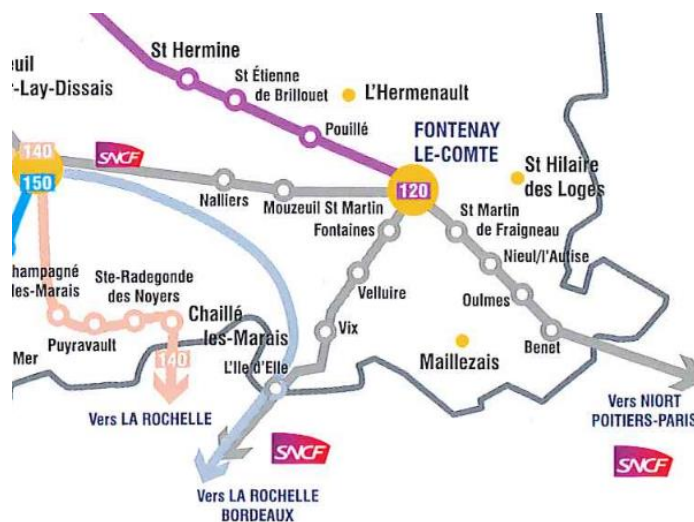 St Hermine
euil
-Lay-Dissais
St Étienne
de Brillouet
L'Hermenault
Pouillé
FONTENAY
LE-COMTE
140
150
SNCF
120
St Hilaire
des Loges
Nalliers
Mouzeuil St Martin
Fontaines
St Martin
de Fraigneau
Nieul/l'Autise
hampagné
les-Marais
Ste-Radegonde
des Noyers
Velluire
Oulmes
Chaillé
les-Marais
Puyravault
Vix
Benet
Mer
140
L'Ile d'Elle
Maillezais
Vers LA ROCHELLE
Vers NIORT
POITIERS-PARIS
SNCF
SNCF
Vers LA ROCHELLE
BORDEAUX